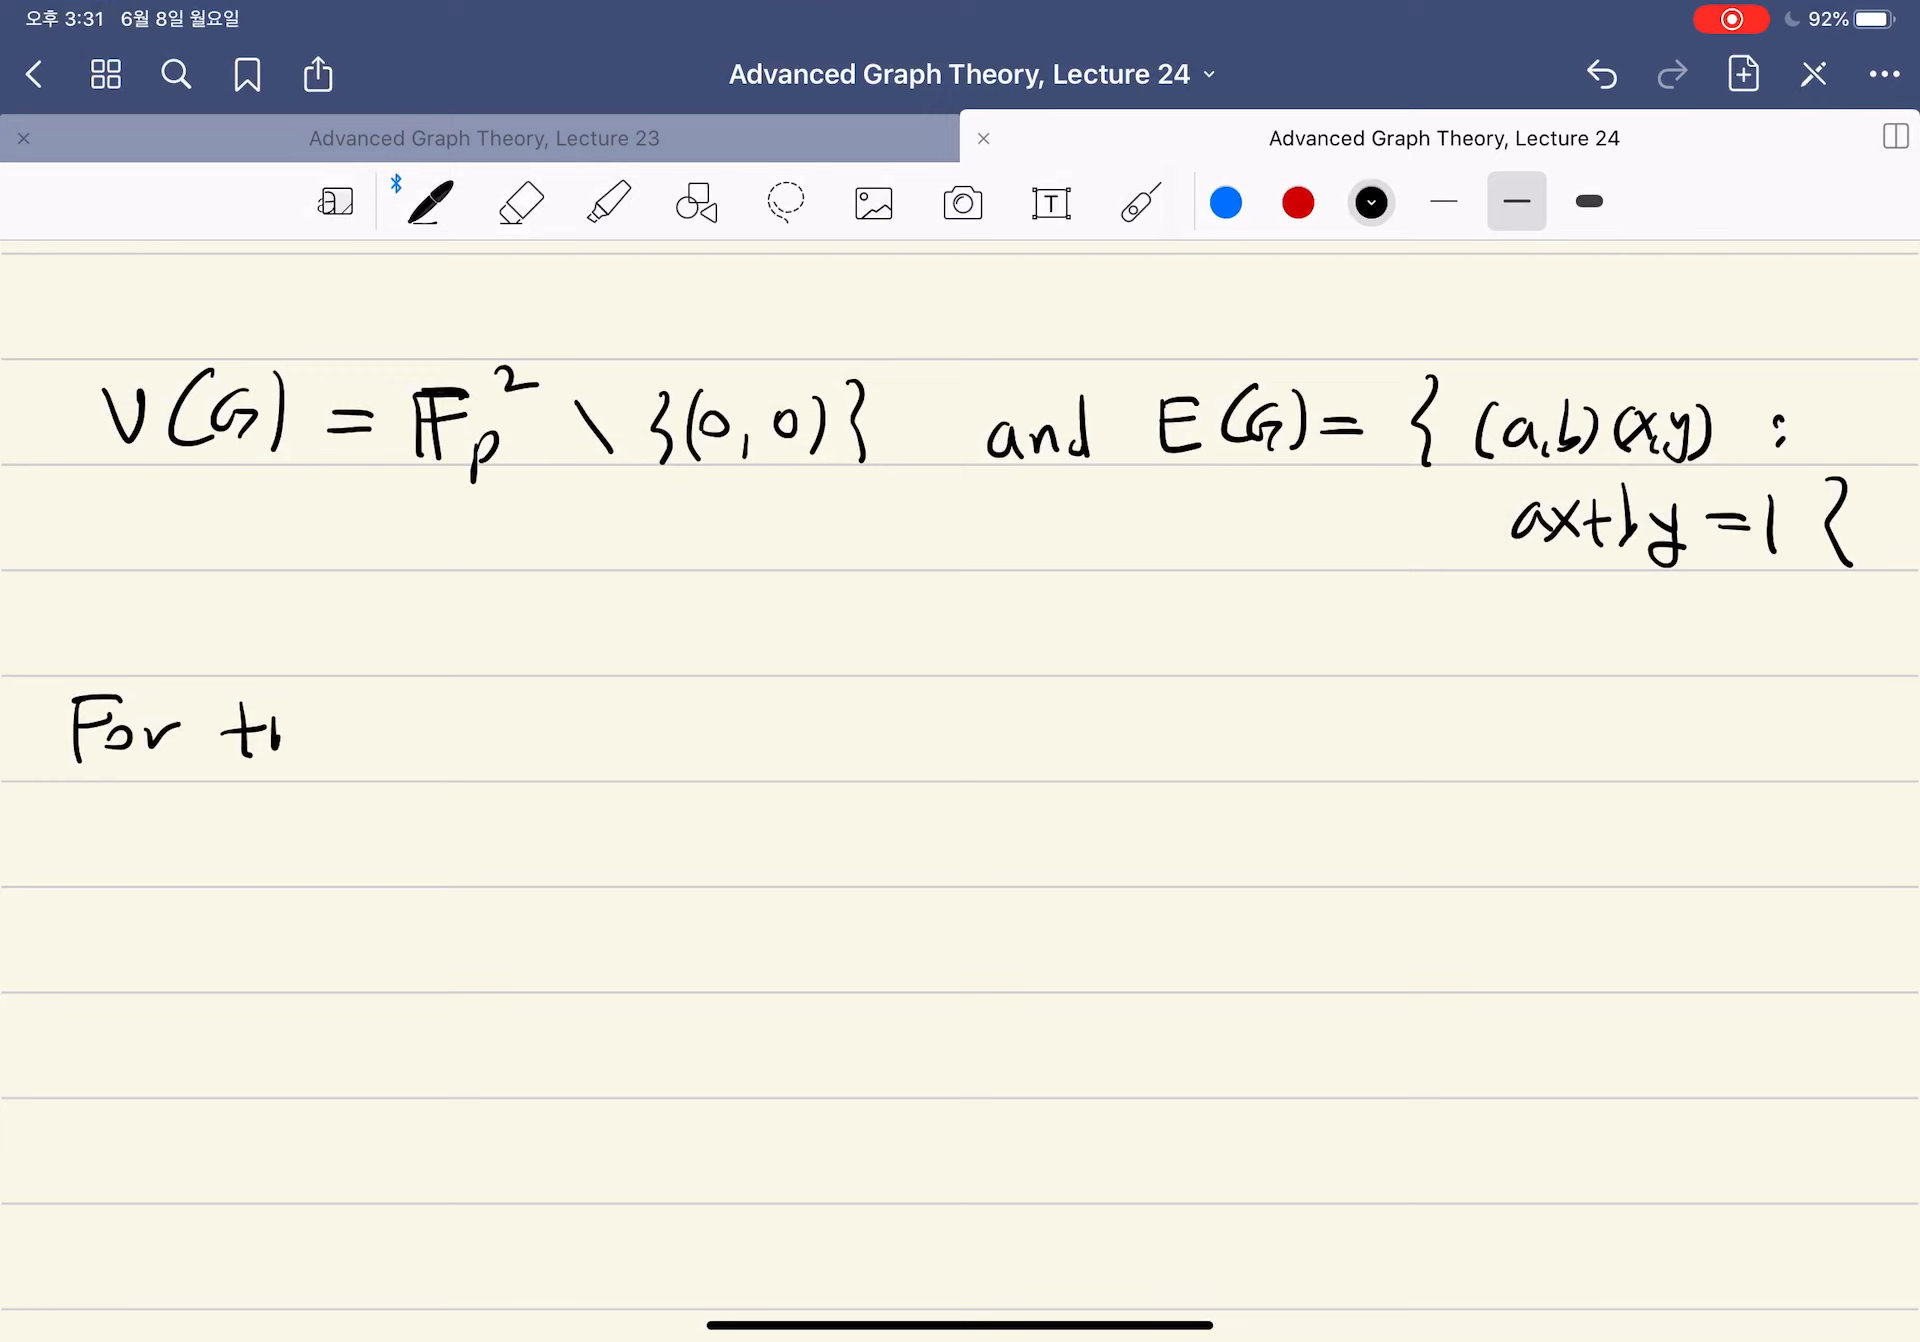 오후 3:31 6월 8일 월요일 92%
Advanced Graph Theory, Lecture 24
Advanced Graph Theory, Lecture 23
Advanced Graph Theory, Lecture 24
a T
V(G) = 𝔽ₚ² \ {(0,0)} and E(G) = { (a,b)(x,y) :
ax+by = 1 }
For th